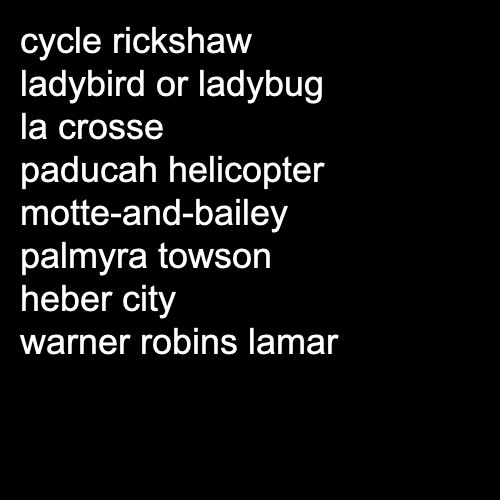 cycle rickshaw
ladybird or ladybug
la crosse
paducah helicopter
motte-and-bailey
palmyra towson
heber city
warner robins lamar